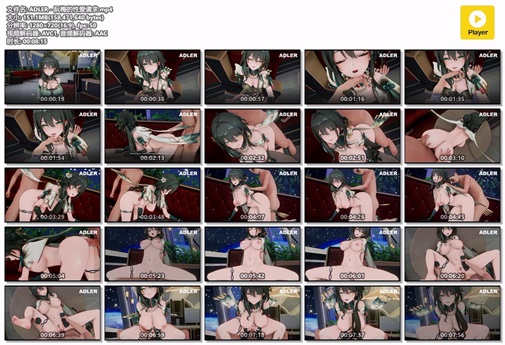 文件名: ADLER - 阮•梅的性爱请求.mp4
大小: 151.1MB(158,471,640 bytes)
分辨率: 1280×720(16:9), fps: 50
视频解码器: AVC1, 音频解码器: AAC
时长: 00:08:15
Player
ADLER ADLER ADLER ADLER ADLER
00:00:19 00:00:38 00:00:57 00:01:16 00:01:35
ADLER ADLER ADLER ADLER ADLER
00:01:54 00:02:13 00:02:32 00:02:51 00:03:10
ADLER ADLER ADLER ADLER ADLER
00:03:29 00:03:48 00:04:07 00:04:26 00:04:45
ADLER ADLER ADLER ADLER ADLER
00:05:04 00:05:23 00:05:42 00:06:01 00:06:20
ADLER ADLER ADLER ADLER ADLER
00:06:39 00:06:59 00:07:18 00:07:37 00:07:56